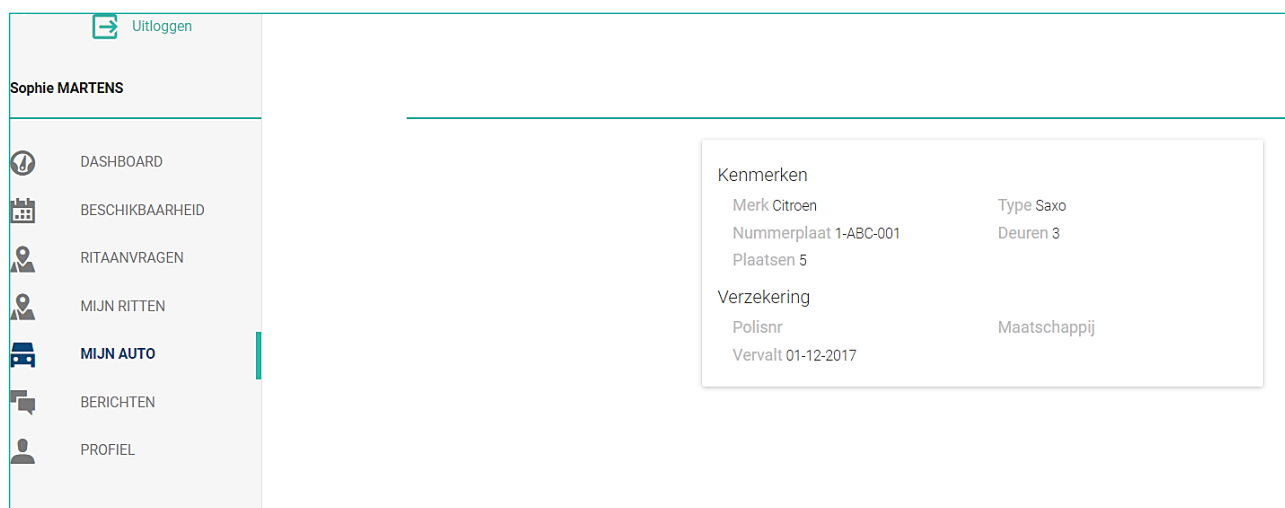 Uitloggen
Sophie MARTENS
DASHBOARD
BESCHIKBAARHEID
RITAANVRAGEN
MIJN RITTEN
MIJN AUTO
BERICHTEN
PROFIEL
Kenmerken
Merk Citroen Type Saxo
Nummerplaat 1-ABC-001 Deuren 3
Plaatsen 5
Verzekering
Polisnr Maatschappij
Vervalt 01-12-2017